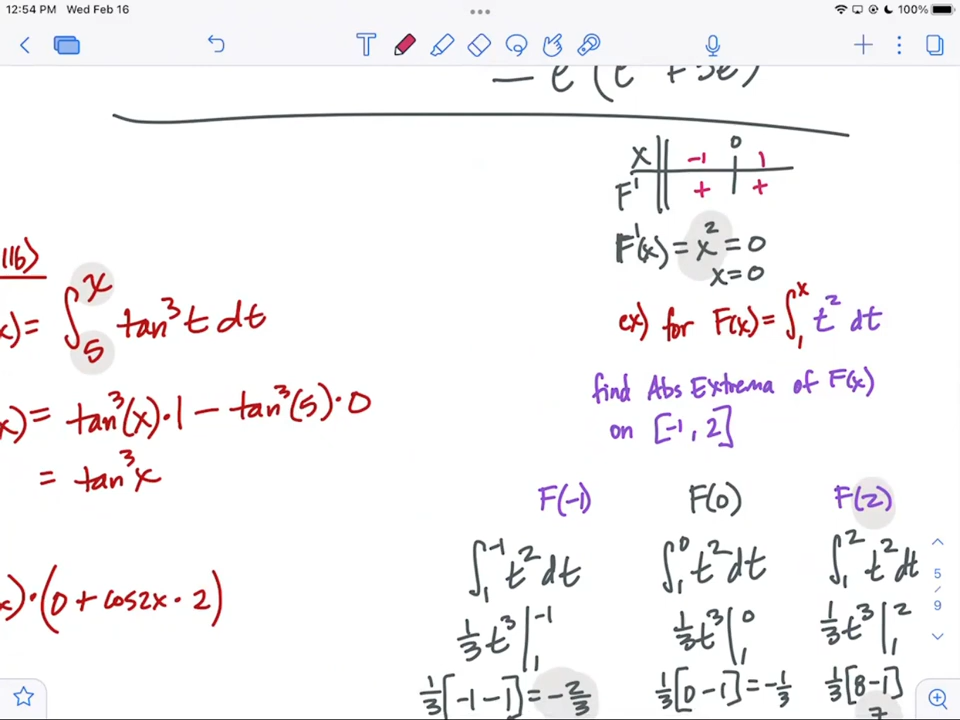 12:54 PM Wed Feb 16 100%
— e (e + 3e)
x || -1 0 1
F' || + +
F'(x) = x² = 0
x = 0
116)
x) = ∫₅ˣ tan³t dt
x) = tan³(x)·1 − tan³(5)·0
= tan³x
x)·(0 + cos2x·2)
ex) for F(x) = ∫₁ˣ t² dt
find Abs Extrema of F(x)
on [-1, 2]
F(-1) F(0) F(2)
∫₁⁻¹ t² dt ∫₁⁰ t² dt ∫₁² t² dt
⅓t³|₁⁻¹ ⅓t³|₁⁰ ⅓t³|₁²
⅓[-1-1] = -⅔ ⅓[0-1] = -⅓ ⅓[8-1]
7
5
9